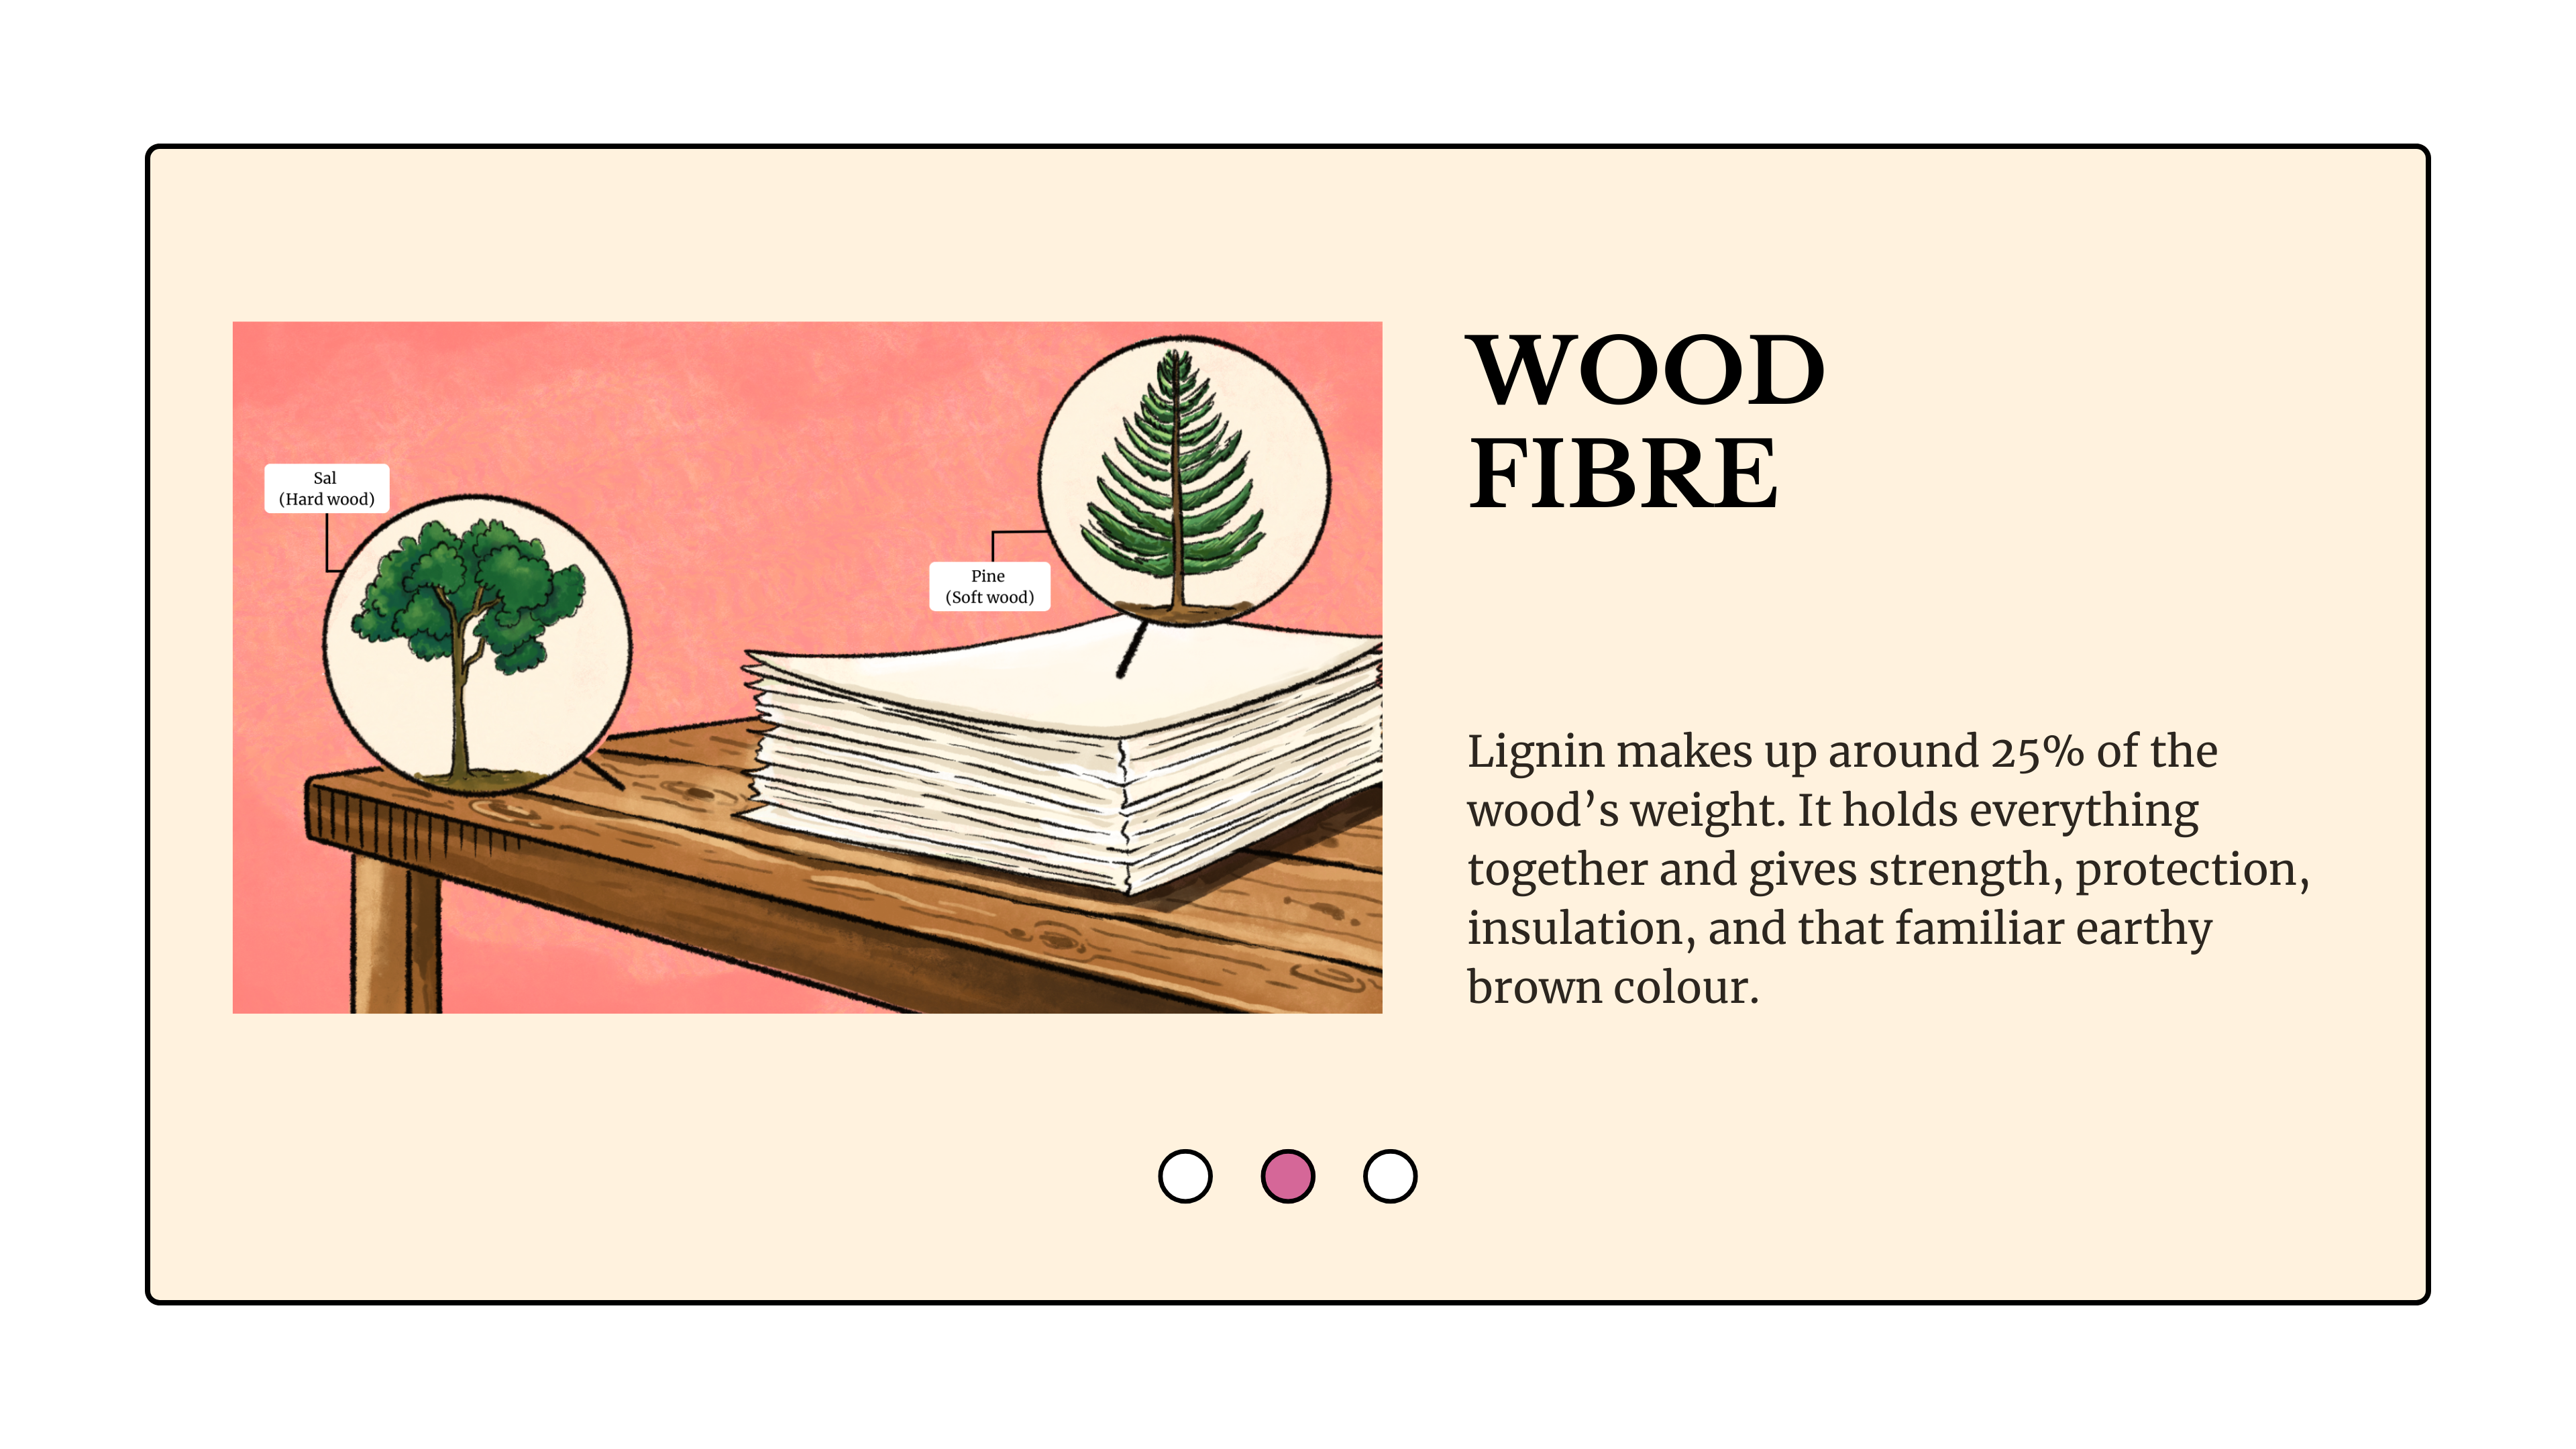 WOOD
FIBRE
Sal
(Hard wood)
Pine
(Soft wood)
Lignin makes up around 25% of the
wood’s weight. It holds everything
together and gives strength, protection,
insulation, and that familiar earthy
brown colour.